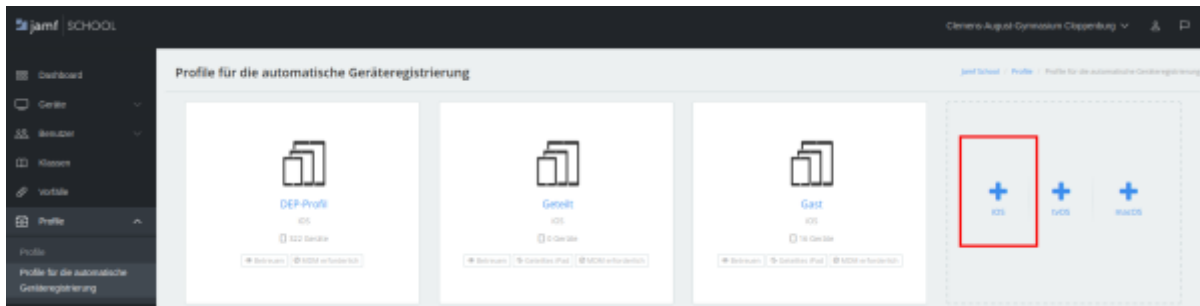 jamf SCHOOL
Clemens-August-Gymnasium Cloppenburg
Dashboard
Geräte
Benutzer
Klassen
Vorfälle
Profile
Profile
Profile für die automatische
Geräteregistrierung
Profile für die automatische Geräteregistrierung
Jamf School / Profile / Profile für die automatische Geräteregistrierung
DEP-Profil
iOS
322 Geräte
Betreuen
MDM erforderlich
Geteilt
iOS
0 Geräte
Betreuen
Geteiltes iPad
MDM erforderlich
Gast
iOS
16 Geräte
Betreuen
Geteiltes iPad
MDM erforderlich
iOS
tvOS
macOS